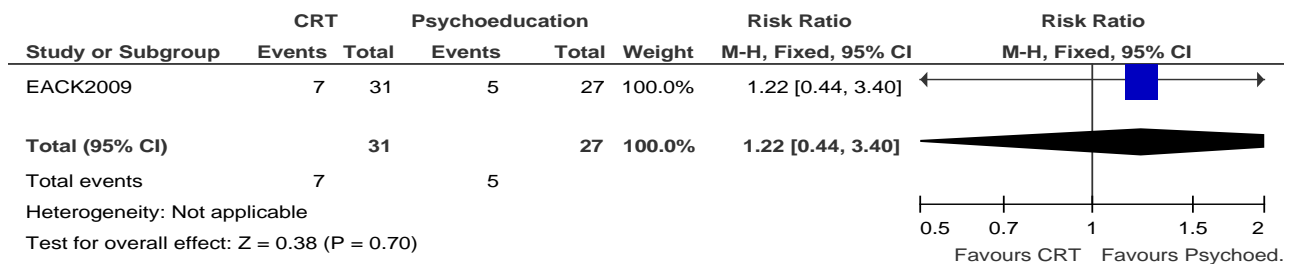 CRT Psychoeducation Risk Ratio Risk Ratio
Study or Subgroup Events Total Events Total Weight M-H, Fixed, 95% CI M-H, Fixed, 95% CI
EACK2009 7 31 5 27 100.0% 1.22 [0.44, 3.40]
Total (95% CI) 31 27 100.0% 1.22 [0.44, 3.40]
Total events 7 5
Heterogeneity: Not applicable
Test for overall effect: Z = 0.38 (P = 0.70)
0.5 0.7 1 1.5 2
Favours CRT Favours Psychoed.